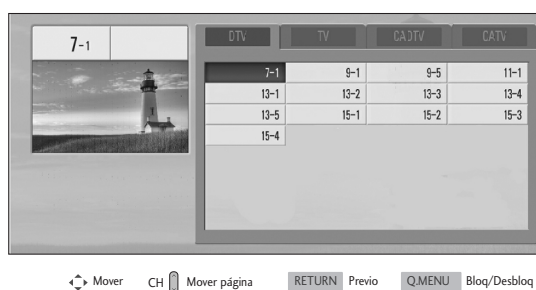 7-1
DTV TV CADTV CATV
7-1 9-1 9-5 11-1
13-1 13-2 13-3 13-4
13-5 15-1 15-2 15-3
15-4
Mover CH Mover página RETURN Previo Q.MENU Bloq/Desbloq